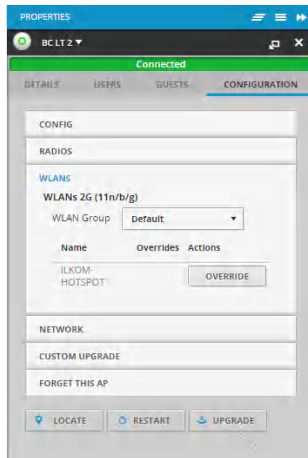 PROPERTIES
BC LT 2
Connected
DETAILS USERS GUESTS CONFIGURATION
CONFIG
RADIOS
WLANS
WLANs 2G (11n/b/g)
WLAN Group Default
Name Overrides Actions
ILKOM-
HOTSPOT
OVERRIDE
NETWORK
CUSTOM UPGRADE
FORGET THIS AP
LOCATE RESTART UPGRADE